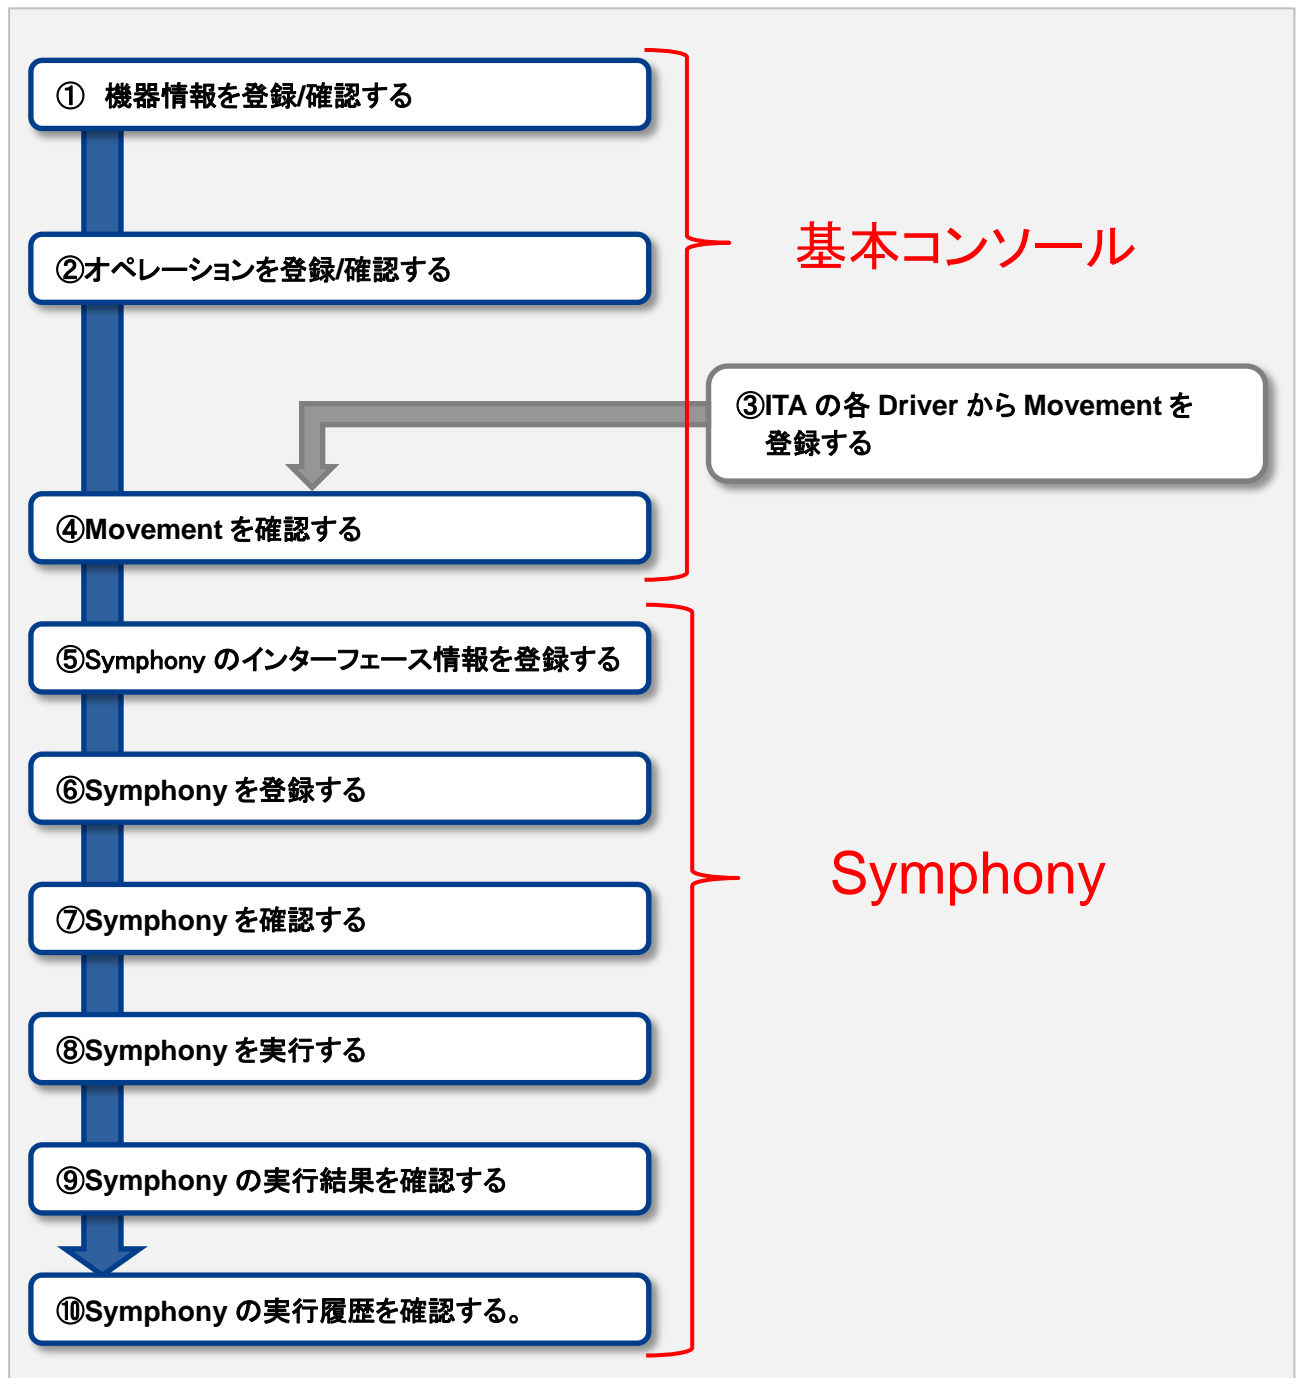 ① 機器情報を登録/確認する
基本コンソール
②オペレーションを登録/確認する
③ITA の各 Driver から Movement を
登録する
④Movement を確認する
⑤Symphony のインターフェース情報を登録する
⑥Symphony を登録する
Symphony
⑦Symphony を確認する
⑧Symphony を実行する
⑨Symphony の実行結果を確認する
⑩Symphony の実行履歴を確認する。